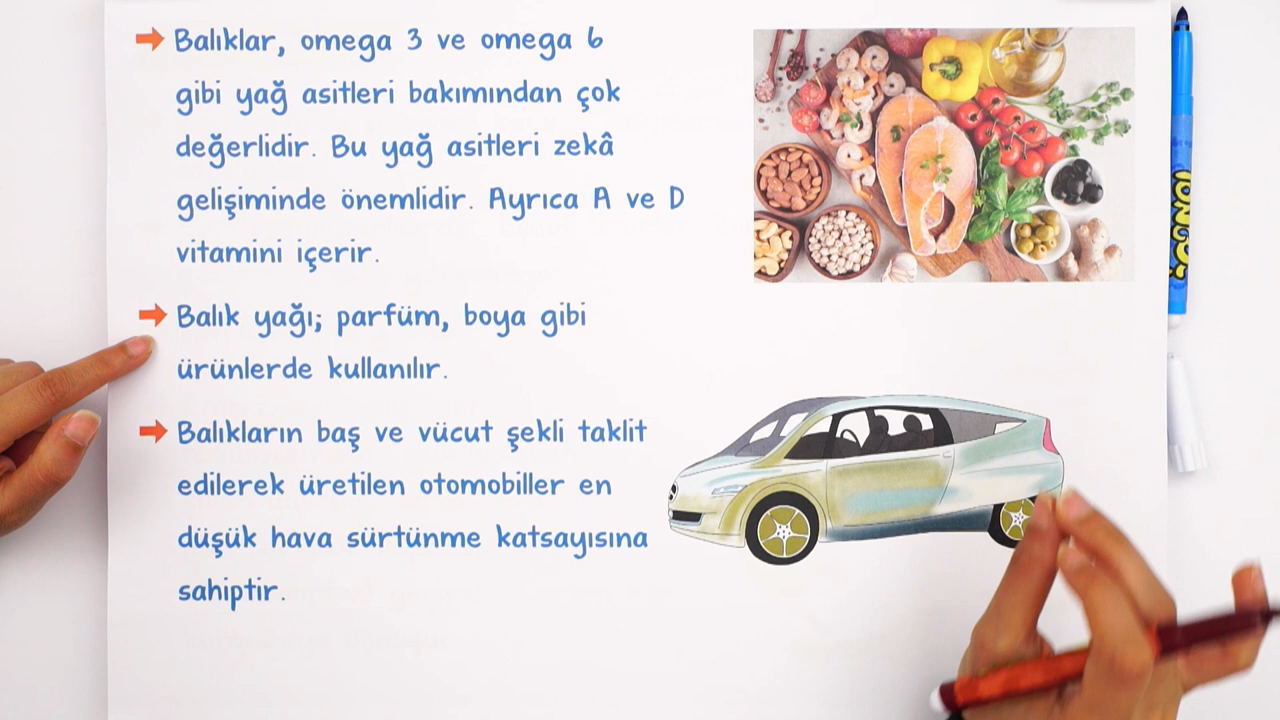 Balıklar, omega 3 ve omega 6
gibi yağ asitleri bakımından çok
değerlidir. Bu yağ asitleri zekâ
gelişiminde önemlidir. Ayrıca A ve D
vitamini içerir.
Balık yağı; parfüm, boya gibi
ürünlerde kullanılır.
Balıkların baş ve vücut şekli taklit
edilerek üretilen otomobiller en
düşük hava sürtünme katsayısına
sahiptir.